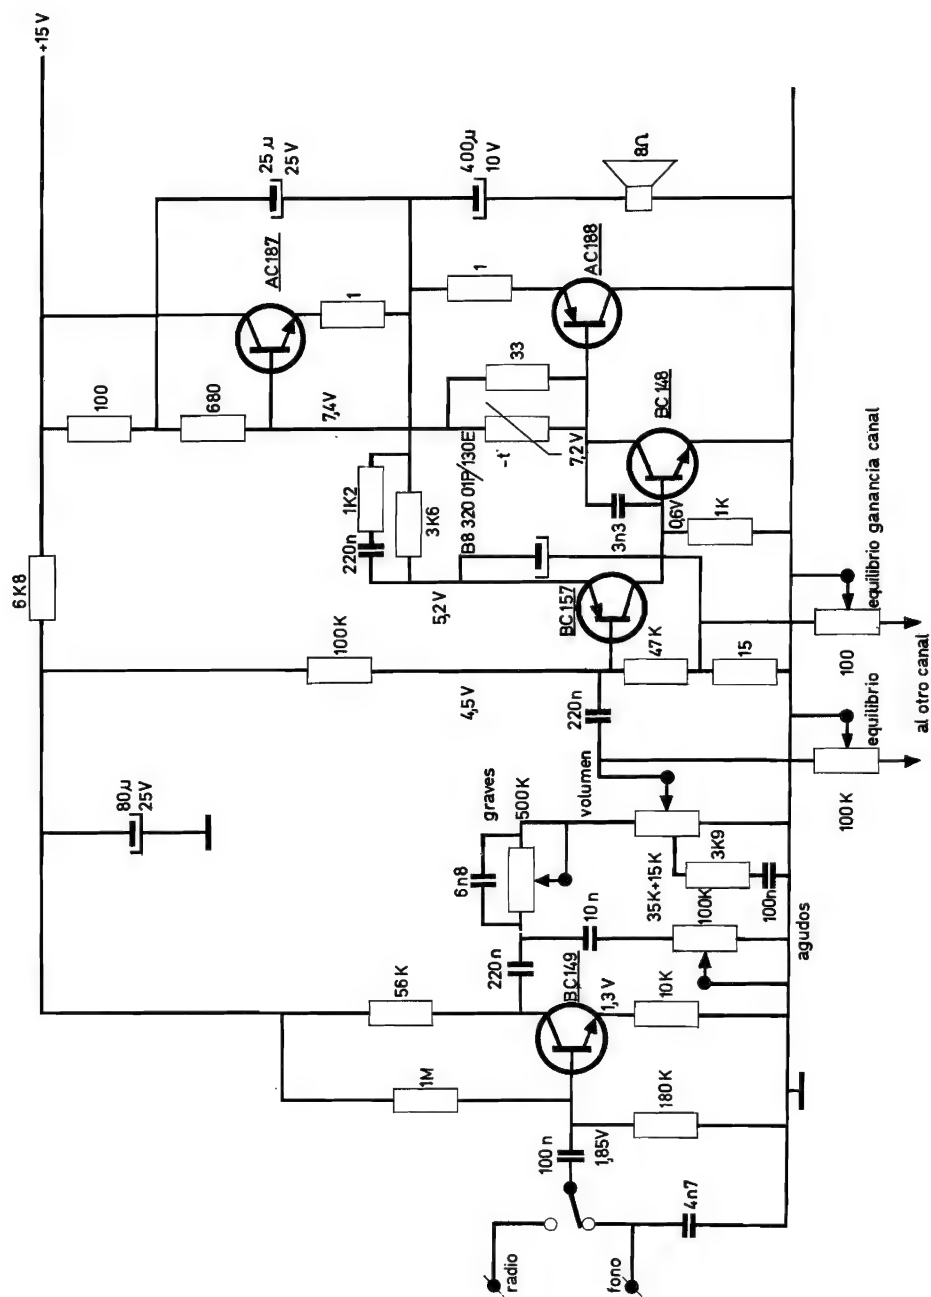 +15V
6K8
100
680
25µ
25V
AC187
1
7,4V
400µ
10V
8Ω
1
AC188
33
-t°
B8 320 01P/130E
7,2V
BC148
1K2
220n
3K6
3n3
0,6V
1K
5,2V
BC157
100K
4,5V
47K
15
220n
80µ
25V
graves
500K
6n8
volumen
35K+15K
3K9
100n
10n
100K
agudos
220n
56K
BC149
1,3V
10K
1M
180K
100n
1,85V
4n7
radio
fono
100K
equilibrio
100
equilibrio ganancia canal
al otro canal